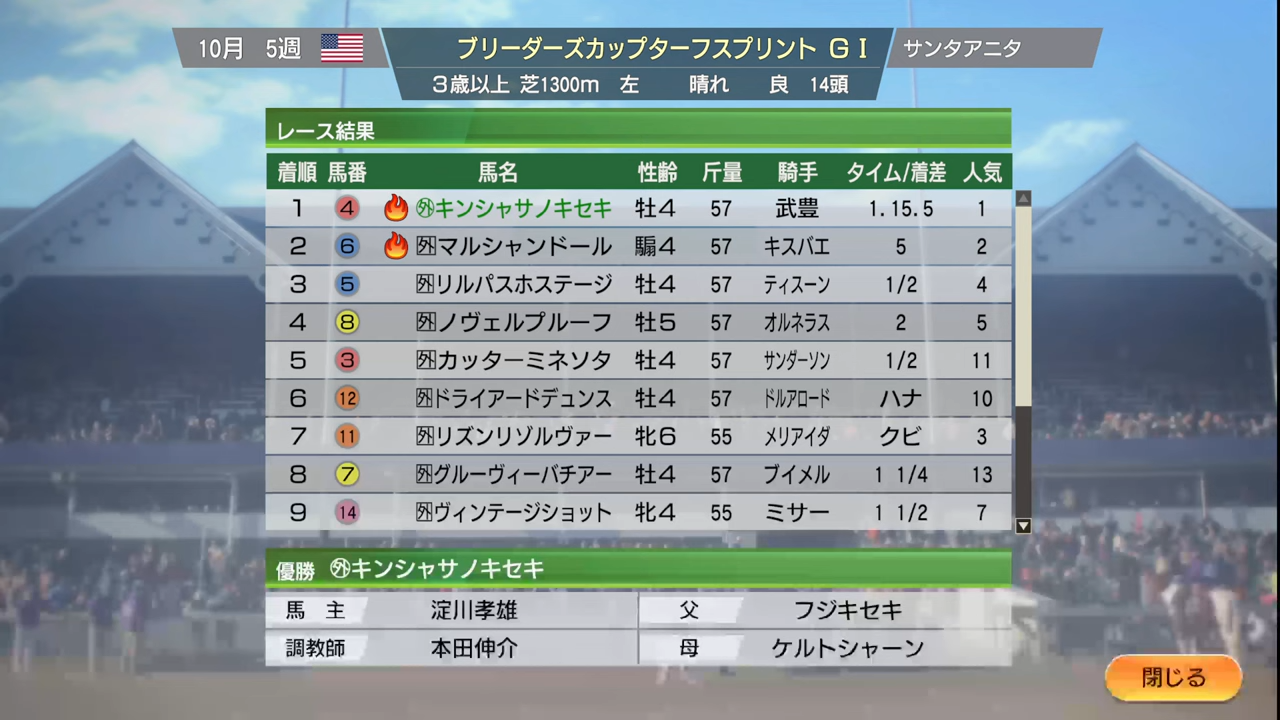 10月 5週 ブリーダーズカップターフスプリント GⅠ サンタアニタ
3歳以上 芝1300m 左 晴れ 良 14頭
レース結果
着順 馬番 馬名 性齢 斤量 騎手 タイム/着差 人気
1 4 外キンシャサノキセキ 牡4 57 武豊 1.15.5 1
2 6 外マルシャンドール 騸4 57 キスバエ 5 2
3 5 外リルパスホステージ 牡4 57 ティスーン 1/2 4
4 8 外ノヴェルプルーフ 牡5 57 オルネラス 2 5
5 3 外カッターミネソタ 牡4 57 サンダーソン 1/2 11
6 12 外ドライアードデュンス 牡4 57 ドルアロード ハナ 10
7 11 外リズンリゾルヴァー 牝6 55 メリアイダ クビ 3
8 7 外グルーヴィーバチアー 牡4 57 ブイメル 1 1/4 13
9 14 外ヴィンテージショット 牝4 55 ミサー 1 1/2 7
優勝 外キンシャサノキセキ
馬主 淀川孝雄 父 フジキセキ
調教師 本田伸介 母 ケルトシャーン
閉じる